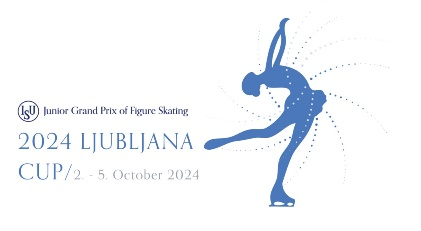 ISU Junior Grand Prix of Figure Skating
2024 LJUBLJANA
CUP/2. - 5. October 2024